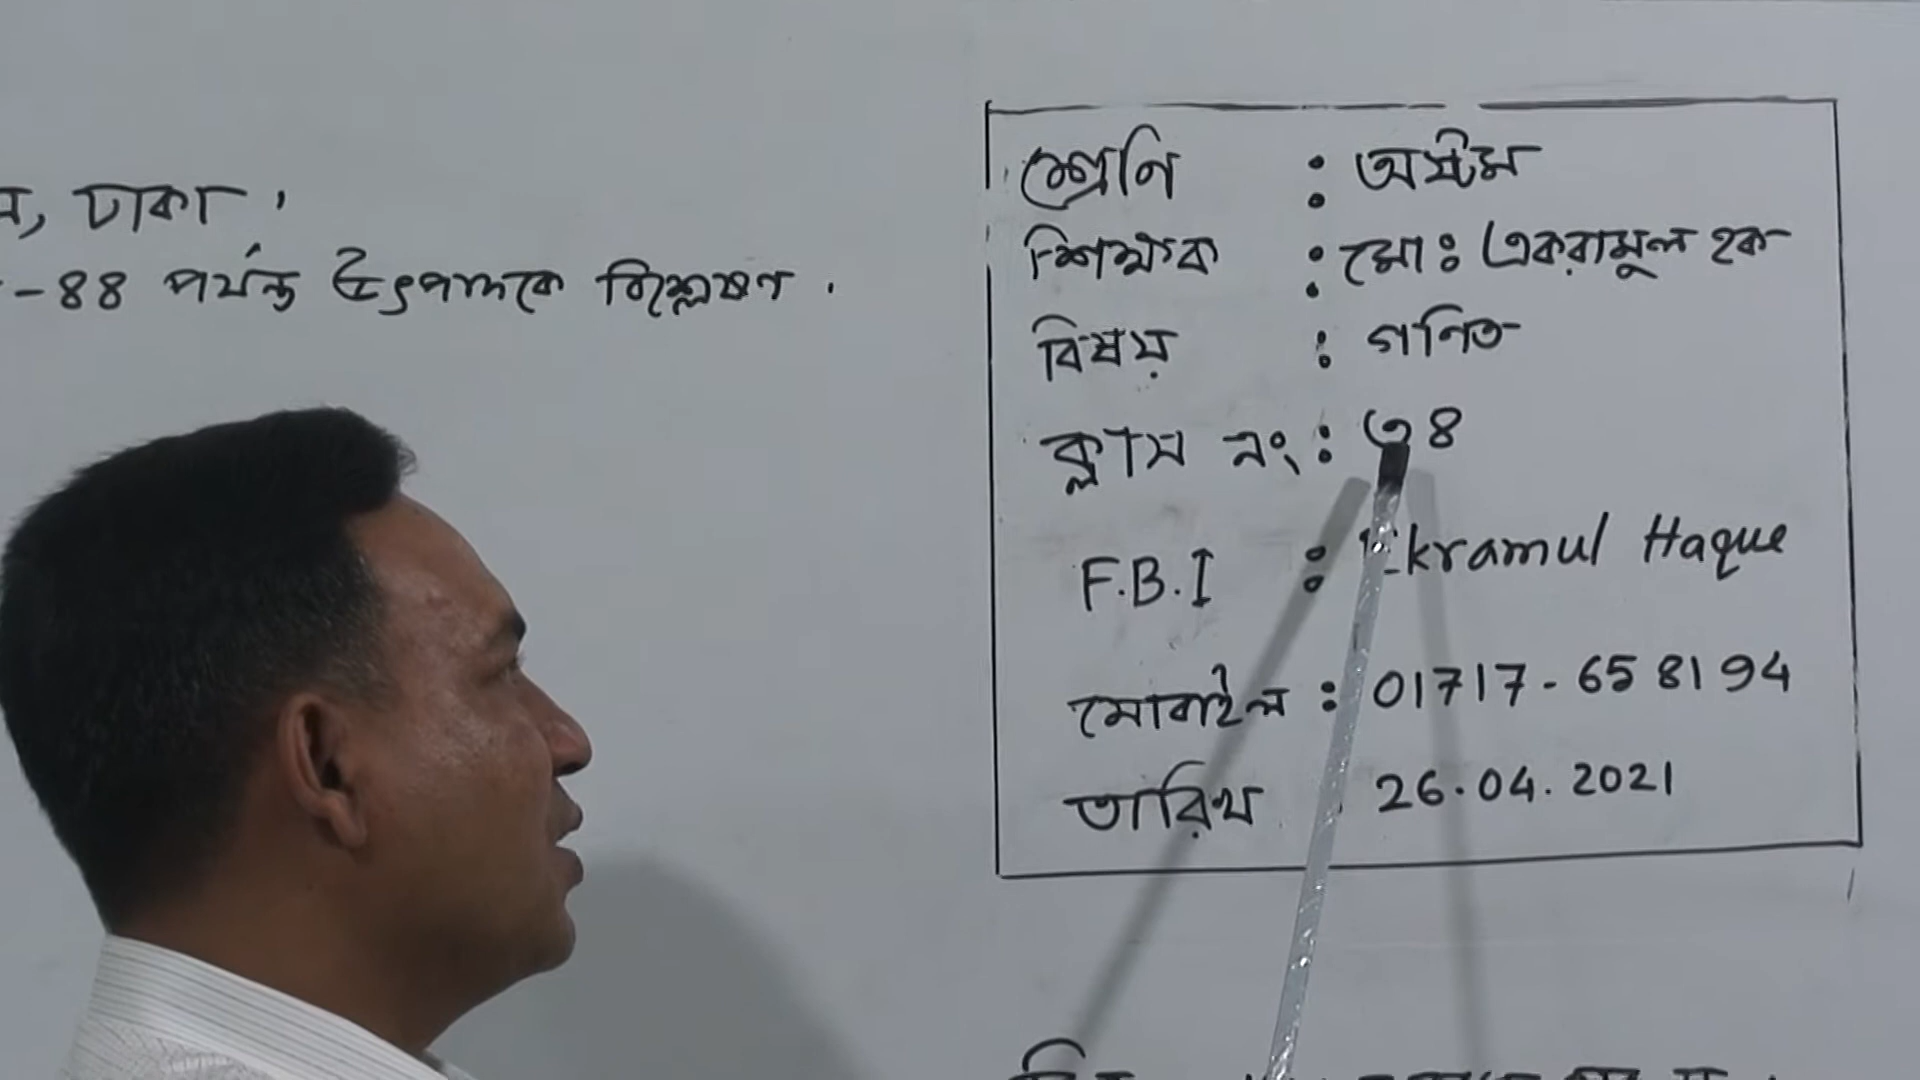 ঢাকা।
-৪৪ পর্যন্ত উৎপাদকে বিশ্লেষণ.
শ্রেণি : অষ্টম
শিক্ষক : মোঃ একরামুল হক
বিষয় : গনিত
ক্লাস নং : ৩৪
F.B.I : Ekramul Haque
মোবাইল : 01717-658194
তারিখ : 26.04.2021